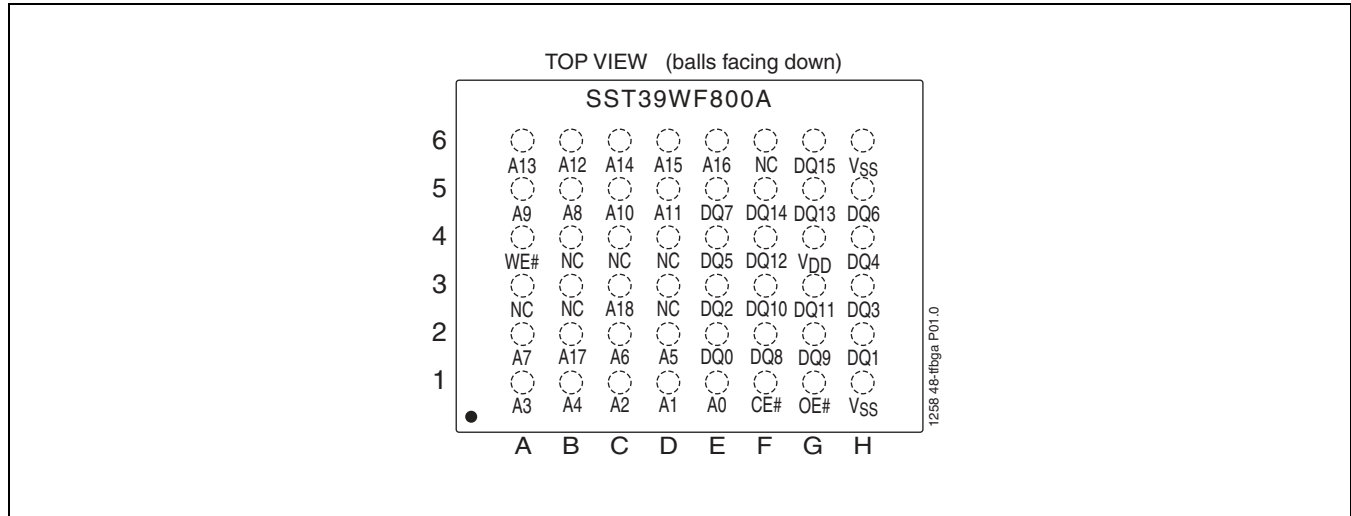 TOP VIEW (balls facing down)
SST39WF800A
6
A13 A12 A14 A15 A16 NC DQ15 VSS
5
A9 A8 A10 A11 DQ7 DQ14 DQ13 DQ6
4
WE# NC NC NC DQ5 DQ12 VDD DQ4
3
NC NC A18 NC DQ2 DQ10 DQ11 DQ3
2
A7 A17 A6 A5 DQ0 DQ8 DQ9 DQ1
1
A3 A4 A2 A1 A0 CE# OE# VSS
A B C D E F G H
1258 48-tfbga P01.0